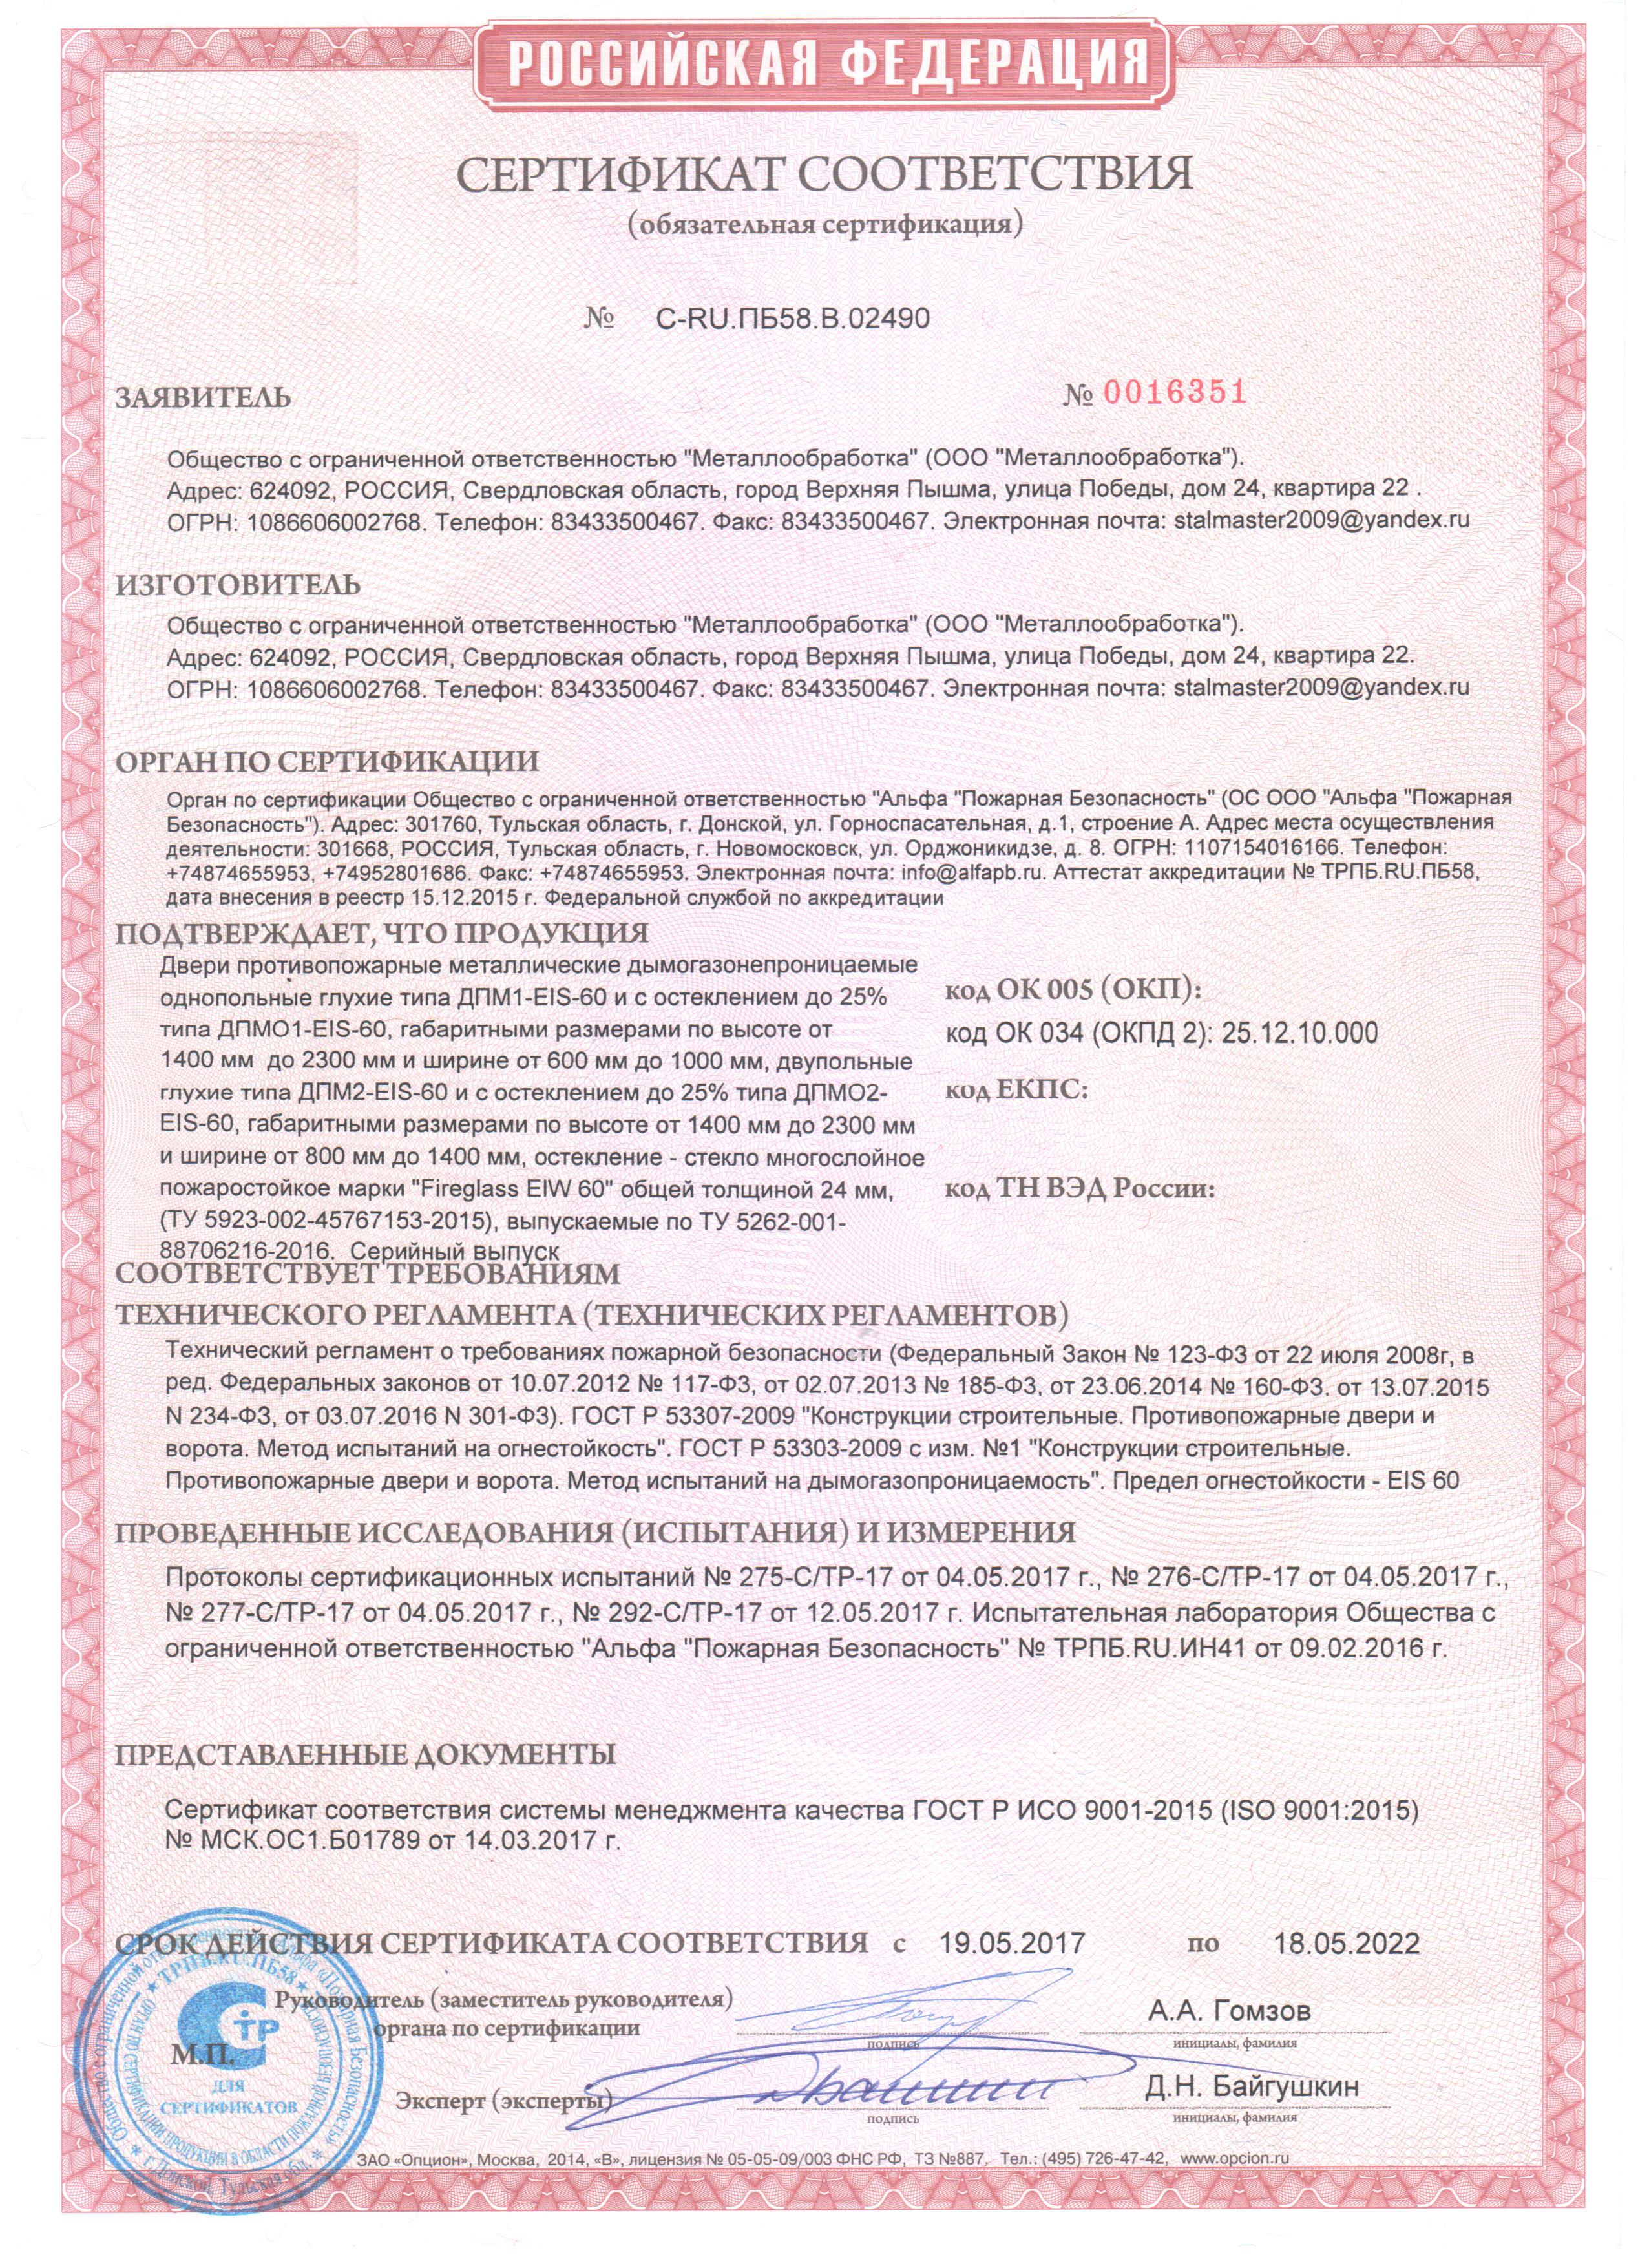 РОССИЙСКАЯ ФЕДЕРАЦИЯ
СЕРТИФИКАТ СООТВЕТСТВИЯ
(обязательная сертификация)
№ C-RU.ПБ58.В.02490
ЗАЯВИТЕЛЬ
№ 0016351
Общество с ограниченной ответственностью "Металлообработка" (ООО "Металлообработка").
Адрес: 624092, РОССИЯ, Свердловская область, город Верхняя Пышма, улица Победы, дом 24, квартира 22 .
ОГРН: 1086606002768. Телефон: 83433500467. Факс: 83433500467. Электронная почта: stalmaster2009@yandex.ru
ИЗГОТОВИТЕЛЬ
Общество с ограниченной ответственностью "Металлообработка" (ООО "Металлообработка").
Адрес: 624092, РОССИЯ, Свердловская область, город Верхняя Пышма, улица Победы, дом 24, квартира 22.
ОГРН: 1086606002768. Телефон: 83433500467. Факс: 83433500467. Электронная почта: stalmaster2009@yandex.ru
ОРГАН ПО СЕРТИФИКАЦИИ
Орган по сертификации Общество с ограниченной ответственностью "Альфа "Пожарная Безопасность" (ОС ООО "Альфа "Пожарная
Безопасность"). Адрес: 301760, Тульская область, г. Донской, ул. Горноспасательная, д.1, строение А. Адрес места осуществления
деятельности: 301668, РОССИЯ, Тульская область, г. Новомосковск, ул. Орджоникидзе, д. 8. ОГРН: 1107154016166. Телефон:
+74874655953, +74952801686. Факс: +74874655953. Электронная почта: info@alfapb.ru. Аттестат аккредитации № ТРПБ.RU.ПБ58,
дата внесения в реестр 15.12.2015 г. Федеральной службой по аккредитации
ПОДТВЕРЖДАЕТ, ЧТО ПРОДУКЦИЯ
Двери противопожарные металлические дымогазонепроницаемые
однопольные глухие типа ДПМ1-EIS-60 и с остеклением до 25%
типа ДПМО1-EIS-60, габаритными размерами по высоте от
1400 мм до 2300 мм и ширине от 600 мм до 1000 мм, двупольные
глухие типа ДПМ2-EIS-60 и с остеклением до 25% типа ДПМО2-
EIS-60, габаритными размерами по высоте от 1400 мм до 2300 мм
и ширине от 800 мм до 1400 мм, остекление - стекло многослойное
пожаростойкое марки "Fireglass EIW 60" общей толщиной 24 мм,
(ТУ 5923-002-45767153-2015), выпускаемые по ТУ 5262-001-
88706216-2016. Серийный выпуск
код ОК 005 (ОКП):
код ОК 034 (ОКПД 2): 25.12.10.000
код ЕКПС:
код ТН ВЭД России:
СООТВЕТСТВУЕТ ТРЕБОВАНИЯМ
ТЕХНИЧЕСКОГО РЕГЛАМЕНТА (ТЕХНИЧЕСКИХ РЕГЛАМЕНТОВ)
Технический регламент о требованиях пожарной безопасности (Федеральный Закон № 123-ФЗ от 22 июля 2008г, в
ред. Федеральных законов от 10.07.2012 № 117-ФЗ, от 02.07.2013 № 185-ФЗ, от 23.06.2014 № 160-ФЗ. от 13.07.2015
N 234-ФЗ, от 03.07.2016 N 301-ФЗ). ГОСТ Р 53307-2009 "Конструкции строительные. Противопожарные двери и
ворота. Метод испытаний на огнестойкость". ГОСТ Р 53303-2009 с изм. №1 "Конструкции строительные.
Противопожарные двери и ворота. Метод испытаний на дымогазопроницаемость". Предел огнестойкости - EIS 60
ПРОВЕДЕННЫЕ ИССЛЕДОВАНИЯ (ИСПЫТАНИЯ) И ИЗМЕРЕНИЯ
Протоколы сертификационных испытаний № 275-С/ТР-17 от 04.05.2017 г., № 276-С/ТР-17 от 04.05.2017 г.,
№ 277-С/ТР-17 от 04.05.2017 г., № 292-С/ТР-17 от 12.05.2017 г. Испытательная лаборатория Общества с
ограниченной ответственностью "Альфа "Пожарная Безопасность" № ТРПБ.RU.ИН41 от 09.02.2016 г.
ПРЕДСТАВЛЕННЫЕ ДОКУМЕНТЫ
Сертификат соответствия системы менеджмента качества ГОСТ Р ИСО 9001-2015 (ISO 9001:2015)
№ МСК.ОС1.Б01789 от 14.03.2017 г.
СРОК ДЕЙСТВИЯ СЕРТИФИКАТА СООТВЕТСТВИЯ с 19.05.2017 по 18.05.2022
Руководитель (заместитель руководителя)
органа по сертификации
подпись
А.А. Гомзов
инициалы, фамилия
М.П.
Эксперт (эксперты)
подпись
Д.Н. Байгушкин
инициалы, фамилия
Общество с ограниченной ответственностью «Альфа «Пожарная Безопасность»
г. Донской, Тульская обл.
ТРПБ.RU.ПБ58
ОРГАН ПО СЕРТИФИКАЦИИ ПРОДУКЦИИ В ОБЛАСТИ ПОЖАРНОЙ БЕЗОПАСНОСТИ
ТР
ДЛЯ
СЕРТИФИКАТОВ
ЗАО «Опцион», Москва, 2014, «В», лицензия № 05-05-09/003 ФНС РФ, ТЗ №887. Тел.: (495) 726-47-42, www.opcion.ru